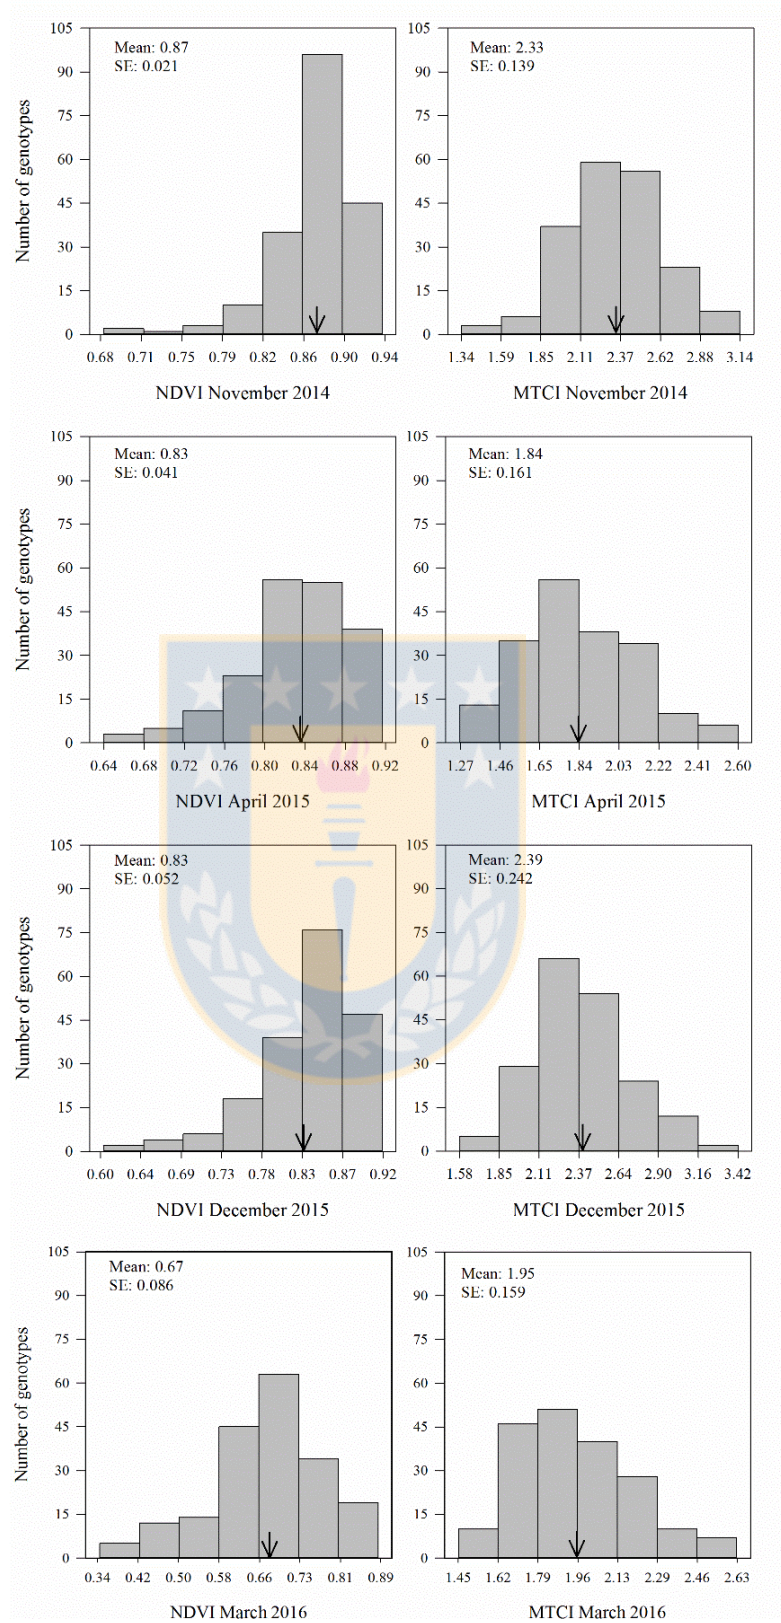 Mean: 0.87
SE: 0.021
Number of genotypes
105
90
75
60
45
30
15
0
0.68 0.71 0.75 0.79 0.82 0.86 0.90 0.94
NDVI November 2014
Mean: 2.33
SE: 0.139
105
90
75
60
45
30
15
0
1.34 1.59 1.85 2.11 2.37 2.62 2.88 3.14
MTCI November 2014
Mean: 0.83
SE: 0.041
Number of genotypes
105
90
75
60
45
30
15
0
0.64 0.68 0.72 0.76 0.80 0.84 0.88 0.92
NDVI April 2015
Mean: 1.84
SE: 0.161
105
90
75
60
45
30
15
0
1.27 1.46 1.65 1.84 2.03 2.22 2.41 2.60
MTCI April 2015
Mean: 0.83
SE: 0.052
Number of genotypes
105
90
75
60
45
30
15
0
0.60 0.64 0.69 0.73 0.78 0.83 0.87 0.92
NDVI December 2015
Mean: 2.39
SE: 0.242
105
90
75
60
45
30
15
0
1.58 1.85 2.11 2.37 2.64 2.90 3.16 3.42
MTCI December 2015
Mean: 0.67
SE: 0.086
Number of genotypes
105
90
75
60
45
30
15
0
0.34 0.42 0.50 0.58 0.66 0.73 0.81 0.89
NDVI March 2016
Mean: 1.95
SE: 0.159
105
90
75
60
45
30
15
0
1.45 1.62 1.79 1.96 2.13 2.29 2.46 2.63
MTCI March 2016